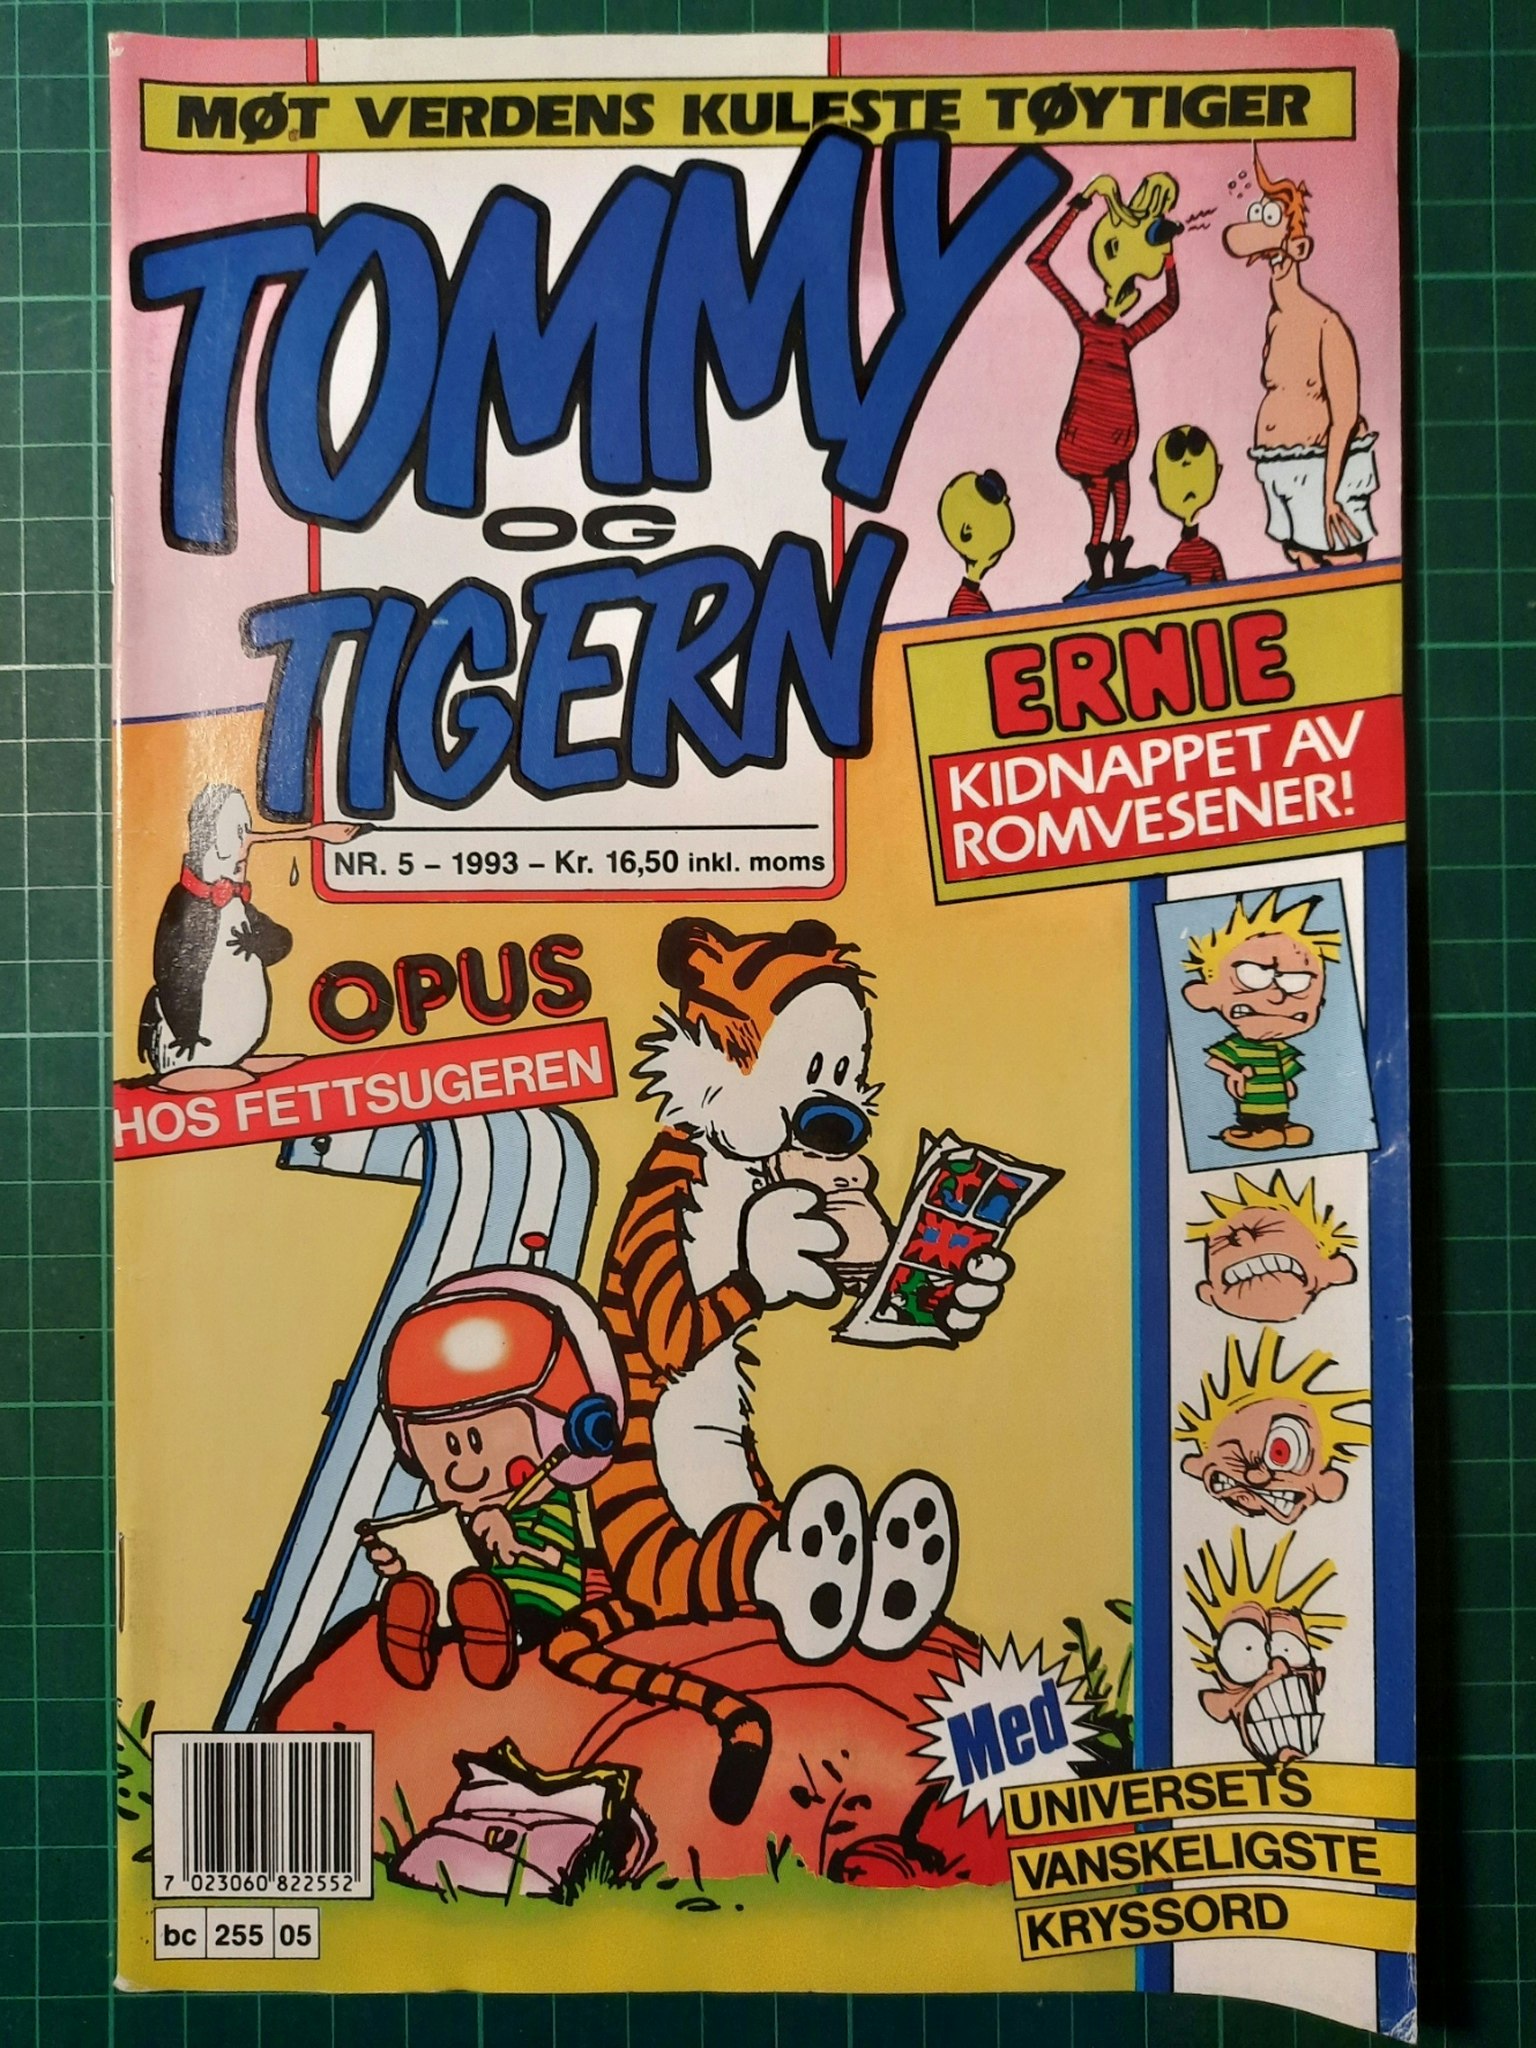 MØT VERDENS KULESTE TØYTIGER
TOMMY
OG
TIGERN
NR. 5 – 1993 – Kr. 16,50 inkl. moms
ERNIE
KIDNAPPET AV
ROMVESENER!
OPUS
HOS FETTSUGEREN
Med
UNIVERSETS
VANSKELIGSTE
KRYSSORD
7 023060 822552
bc 255 05